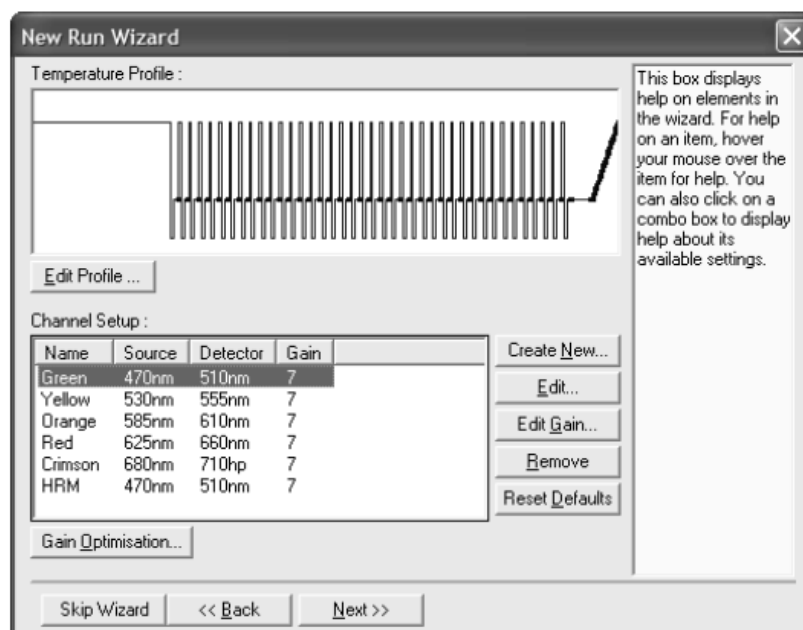 New Run Wizard
Temperature Profile :
Edit Profile ...
Channel Setup :
Name Source Detector Gain
Green 470nm 510nm 7
Yellow 530nm 555nm 7
Orange 585nm 610nm 7
Red 625nm 660nm 7
Crimson 680nm 710hp 7
HRM 470nm 510nm 7
Create New...
Edit...
Edit Gain...
Remove
Reset Defaults
Gain Optimisation...
This box displays
help on elements in
the wizard. For help
on an item, hover
your mouse over the
item for help. You
can also click on a
combo box to display
help about its
available settings.
Skip Wizard
<< Back
Next >>